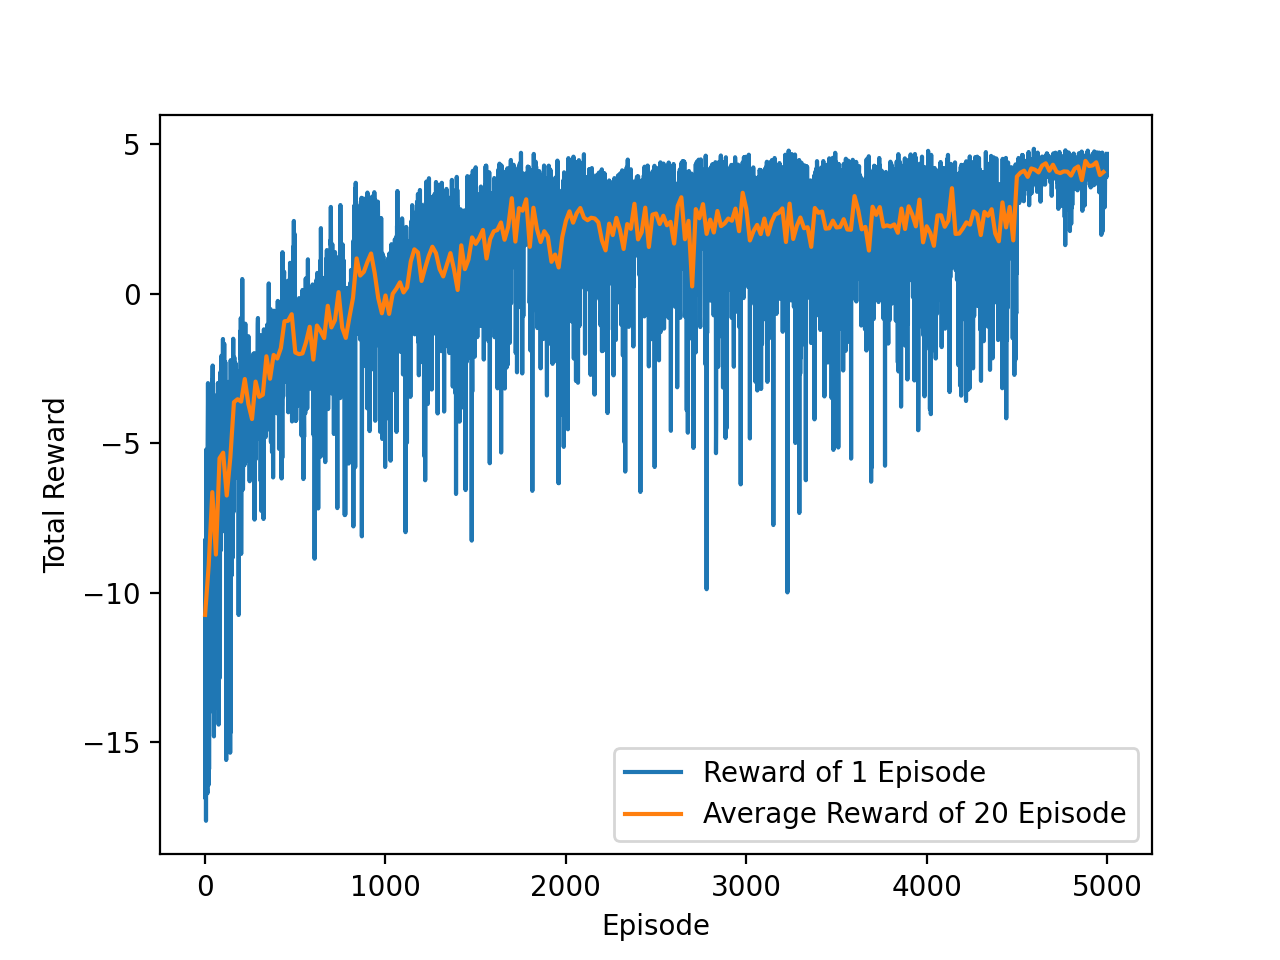 5
0
−5
−10
−15
Total Reward
Reward of 1 Episode
Average Reward of 20 Episode
0 1000 2000 3000 4000 5000
Episode